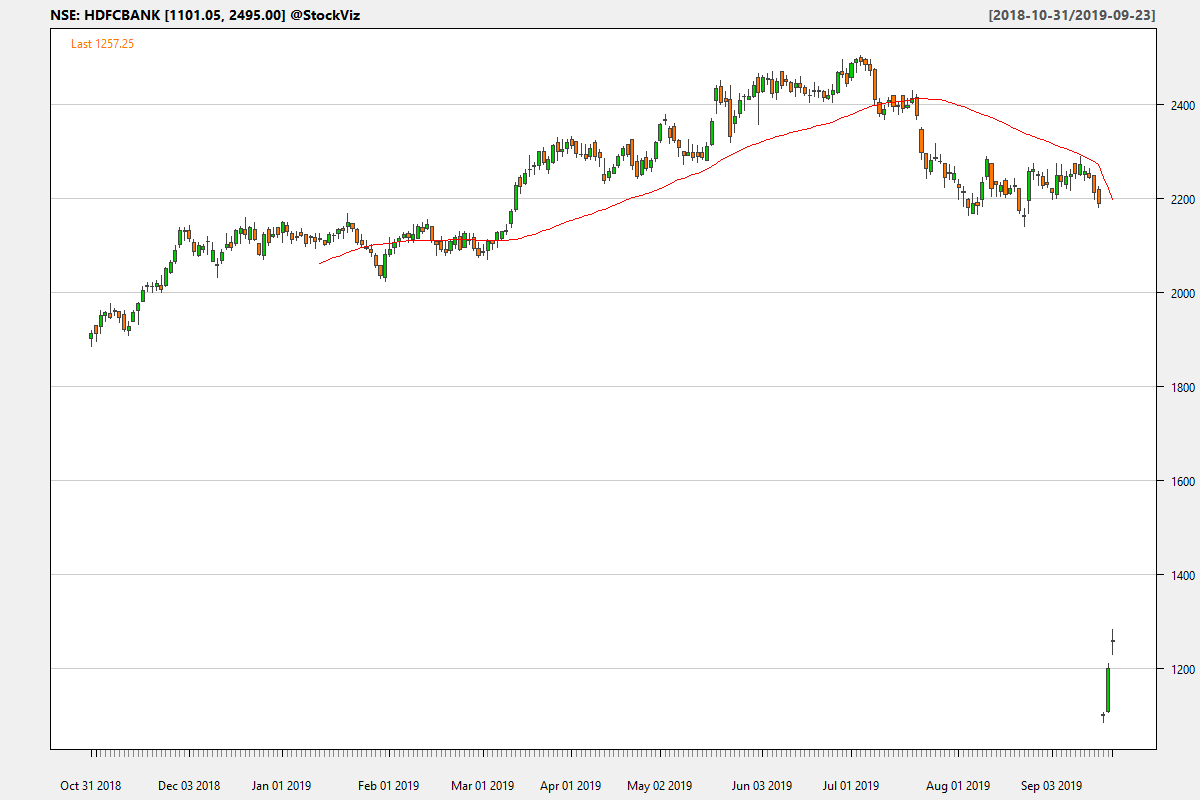 NSE: HDFCBANK [1101.05, 2495.00] @StockViz
[2018-10-31/2019-09-23]
Last 1257.25
2400
2200
2000
1800
1600
1400
1200
Oct 31 2018 Dec 03 2018 Jan 01 2019 Feb 01 2019 Mar 01 2019 Apr 01 2019 May 02 2019 Jun 03 2019 Jul 01 2019 Aug 01 2019 Sep 03 2019